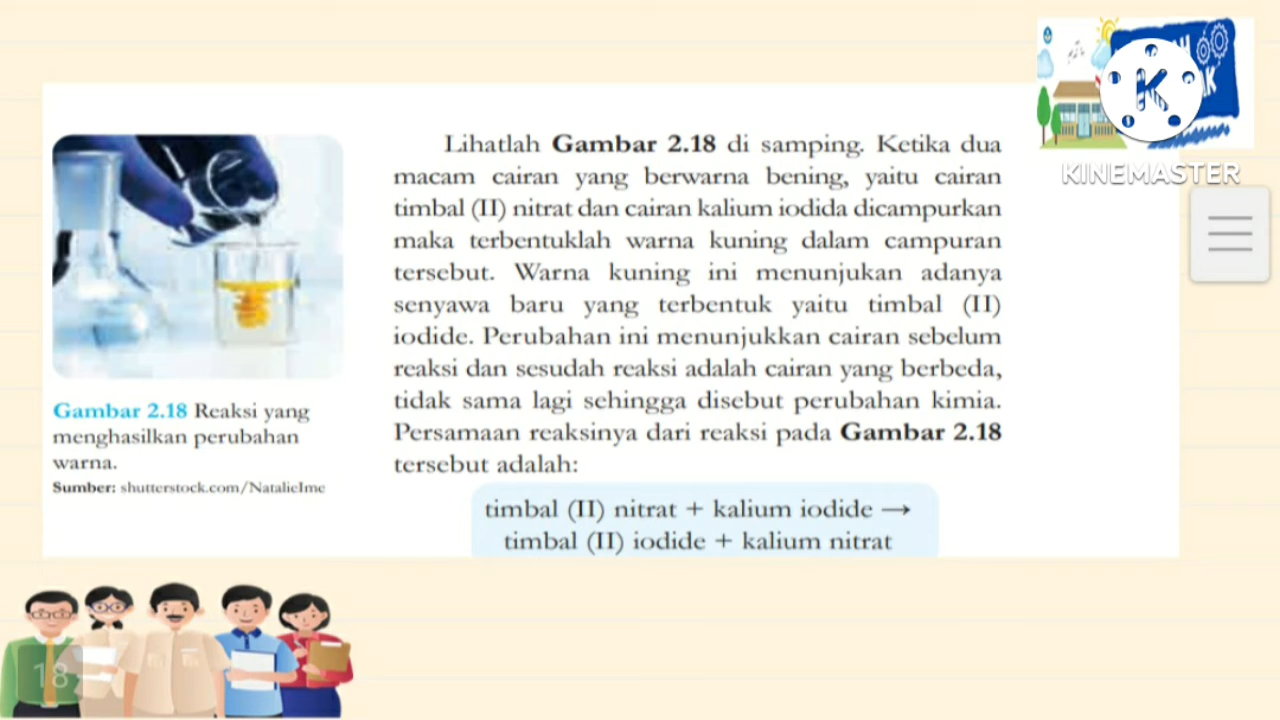 Lihatlah Gambar 2.18 di samping. Ketika dua
macam cairan yang berwarna bening, yaitu cairan
timbal (II) nitrat dan cairan kalium iodida dicampurkan
maka terbentuklah warna kuning dalam campuran
tersebut. Warna kuning ini menunjukan adanya
senyawa baru yang terbentuk yaitu timbal (II)
iodide. Perubahan ini menunjukkan cairan sebelum
reaksi dan sesudah reaksi adalah cairan yang berbeda,
tidak sama lagi sehingga disebut perubahan kimia.
Persamaan reaksinya dari reaksi pada Gambar 2.18
tersebut adalah:
timbal (II) nitrat + kalium iodide →
timbal (II) iodide + kalium nitrat
Gambar 2.18 Reaksi yang
menghasilkan perubahan
warna.
Sumber: shutterstock.com/NatalieIme
K
KINEMASTER
18